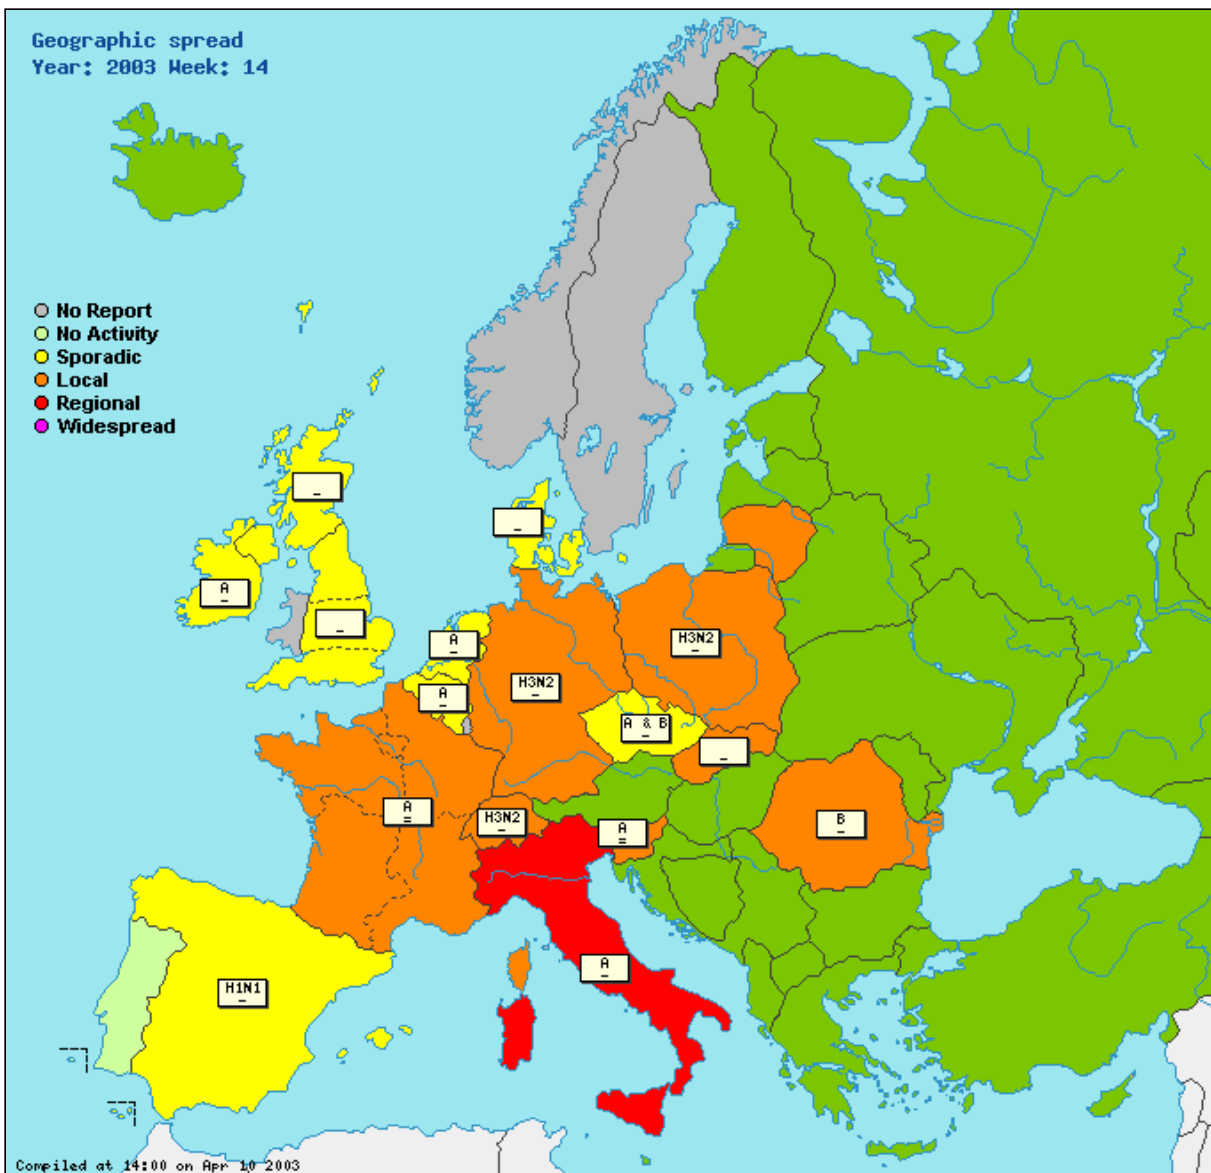 Geographic spread
Year: 2003 Week: 14
No Report
No Activity
Sporadic
Local
Regional
Widespread
–
–
A
–
–
A
–
H3N2
–
H3N2
–
A
–
A & B
–
–
A
=
H3N2
–
A
=
B
–
A
–
H1N1
–
Compiled at 14:00 on Apr 10 2003